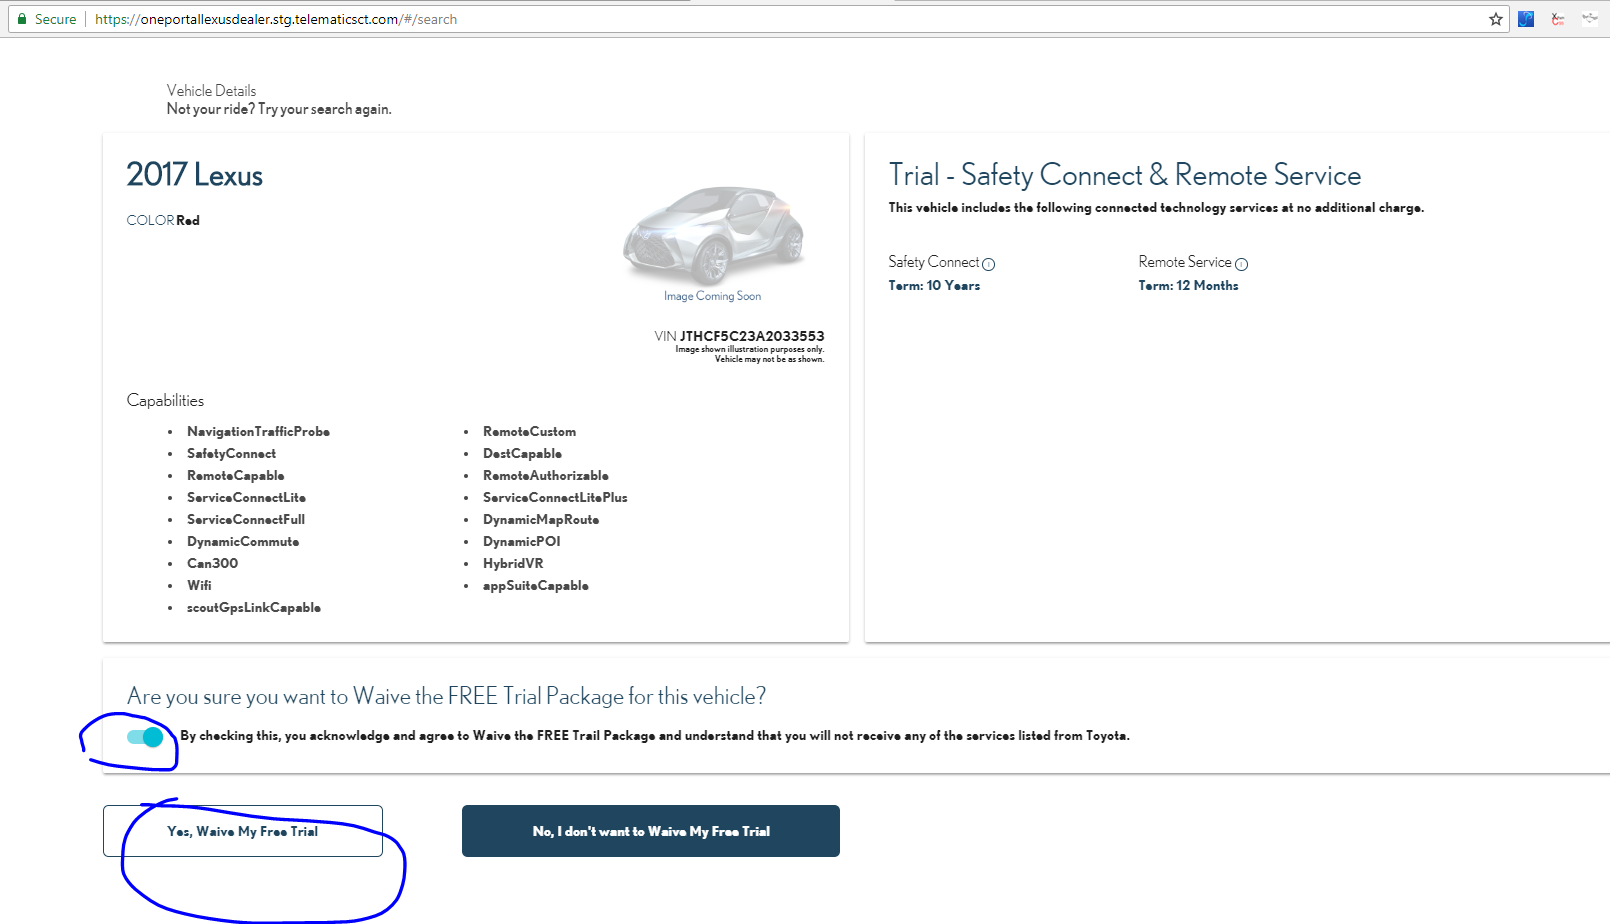 Secure https://oneportallexusdealer.stg.telematicsct.com/#/search
Vehicle Details
Not your ride? Try your search again.
2017 Lexus
COLOR Red
Image Coming Soon
VIN JTHCF5C23A2033553
Image shown illustration purposes only.
Vehicle may not be as shown.
Capabilities
• NavigationTrafficProbe
• SafetyConnect
• RemoteCapable
• ServiceConnectLite
• ServiceConnectFull
• DynamicCommute
• Can300
• Wifi
• scoutGpsLinkCapable
• RemoteCustom
• DestCapable
• RemoteAuthorizable
• ServiceConnectLitePlus
• DynamicMapRoute
• DynamicPOI
• HybridVR
• appSuiteCapable
Trial - Safety Connect & Remote Service
This vehicle includes the following connected technology services at no additional charge.
Safety Connect
Term: 10 Years
Remote Service
Term: 12 Months
Are you sure you want to Waive the FREE Trial Package for this vehicle?
By checking this, you acknowledge and agree to Waive the FREE Trail Package and understand that you will not receive any of the services listed from Toyota.
Yes, Waive My Free Trial
No, I don't want to Waive My Free Trial